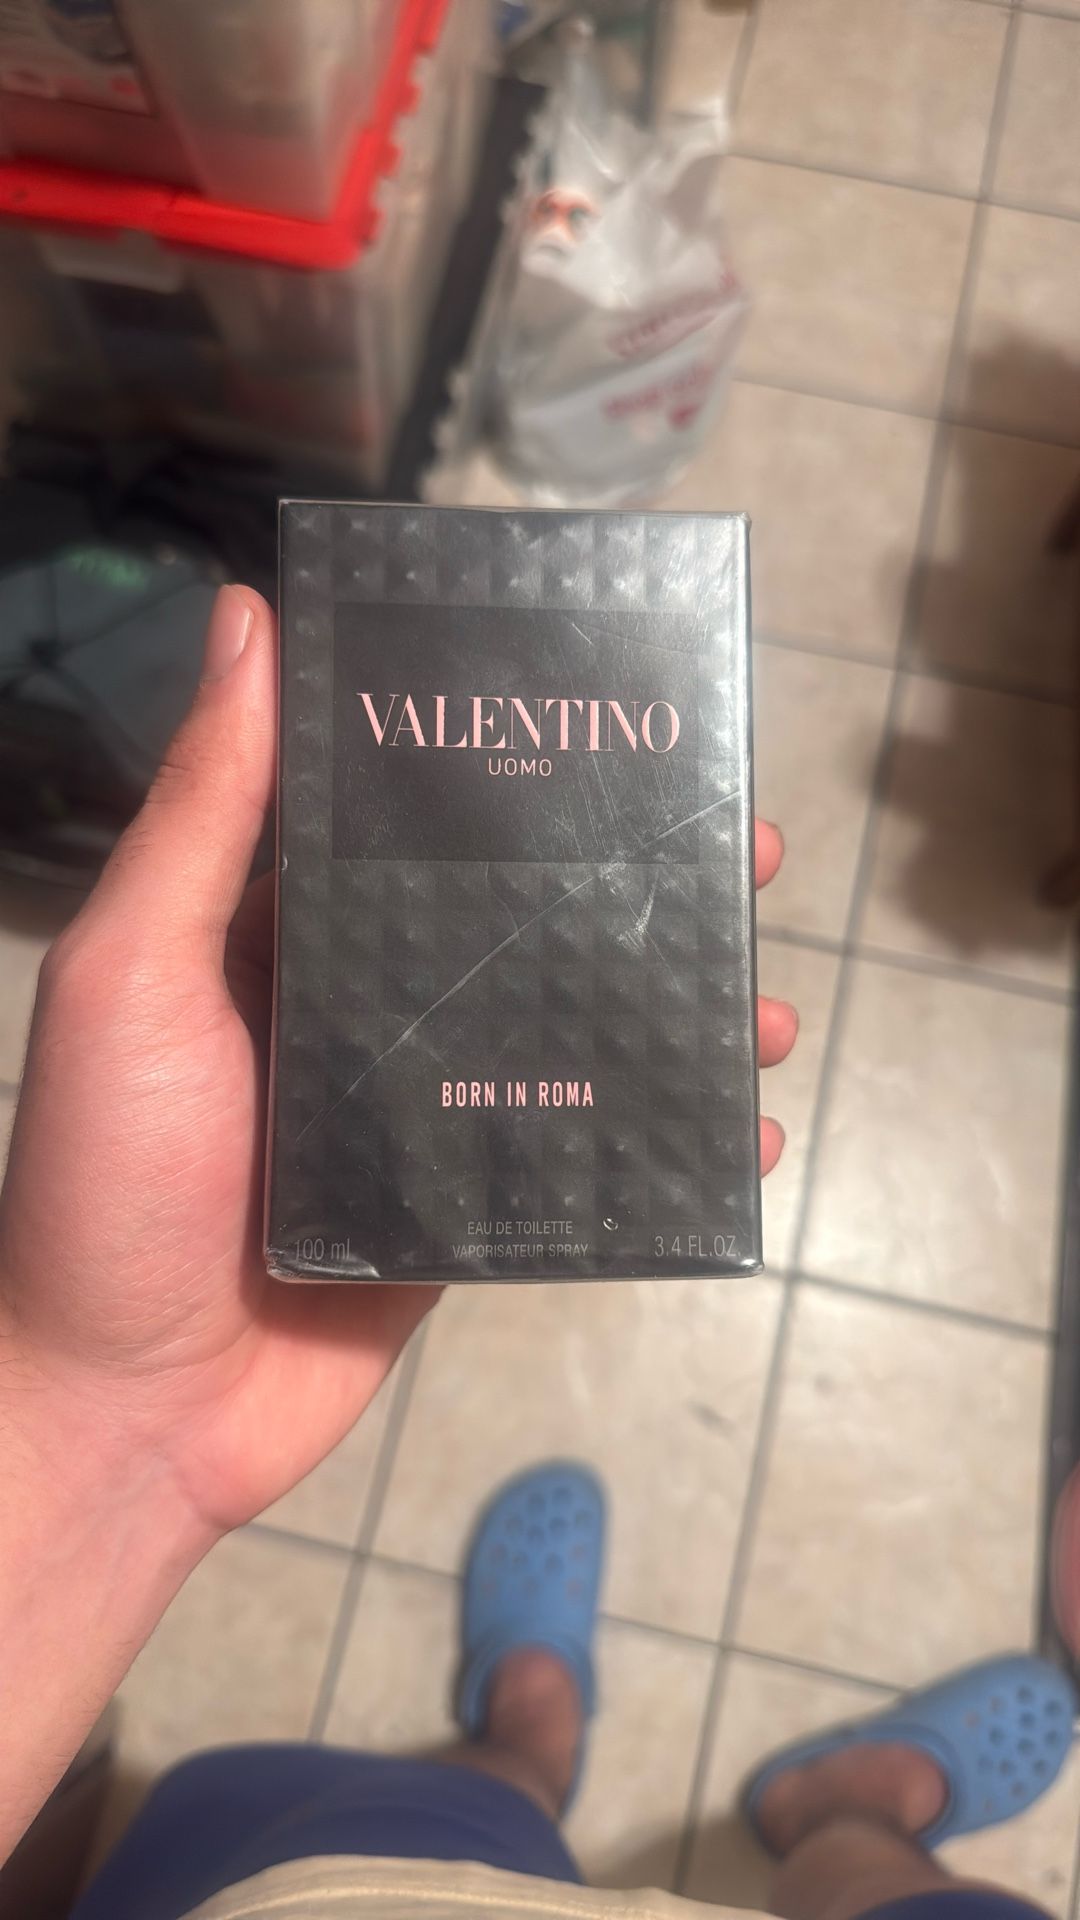 VALENTINO
UOMO
BORN IN ROMA
EAU DE TOILETTE
100 ml VAPORISATEUR SPRAY 3.4 FL.OZ.